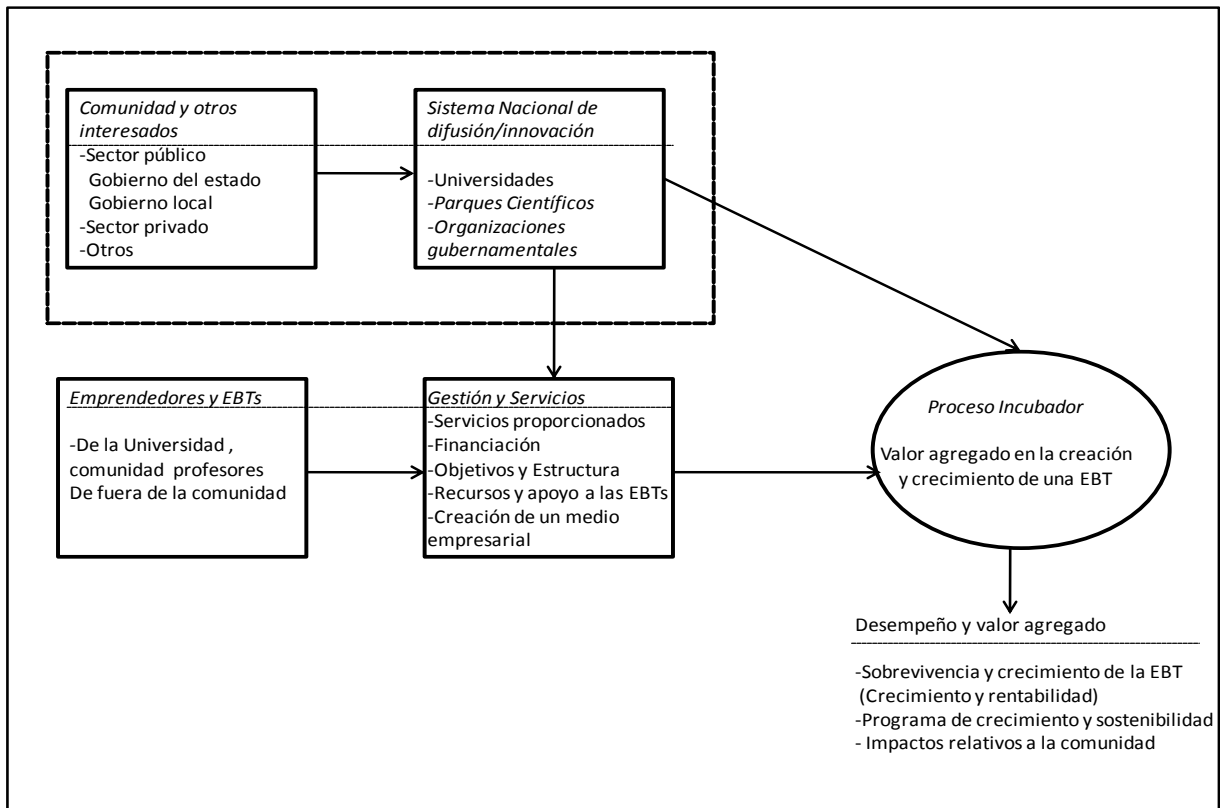 Comunidad y otros
interesados
-Sector público
Gobierno del estado
Gobierno local
-Sector privado
-Otros
Sistema Nacional de
difusión/innovación
-Universidades
-Parques Científicos
-Organizaciones
gubernamentales
Emprendedores y EBTs
-De la Universidad ,
comunidad profesores
De fuera de la comunidad
Gestión y Servicios
-Servicios proporcionados
-Financiación
-Objetivos y Estructura
-Recursos y apoyo a las EBTs
-Creación de un medio
empresarial
Proceso Incubador
Valor agregado en la creación
y crecimiento de una EBT
Desempeño y valor agregado
-Sobrevivencia y crecimiento de la EBT
(Crecimiento y rentabilidad)
-Programa de crecimiento y sostenibilidad
- Impactos relativos a la comunidad